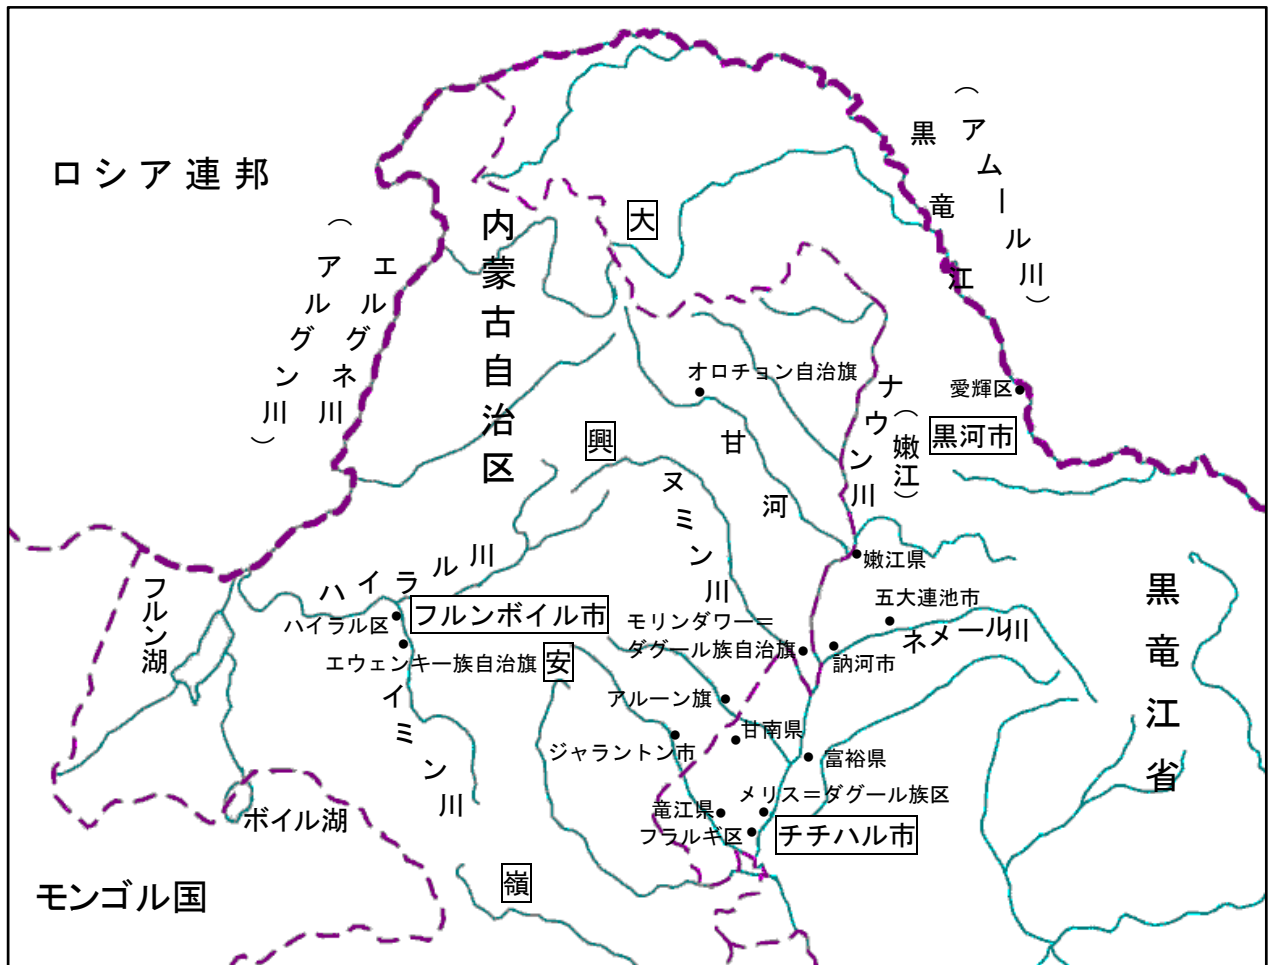 ロシア連邦
黒竜江
（アムール川）
大
内蒙古自治区
エルグネ川
（アルグン川）
オロチョン自治旗
ナウン川
（嫩江）
愛輝区
黒河市
興
甘河
ヌミン川
嫩江県
ハイラル川
フルン湖
フルンボイル市
ハイラル区
エウェンキー族自治旗
五大連池市
ネメール川
モリンダワー＝
ダグール族自治旗
訥河市
黒竜江省
安
イミン川
アルーン旗
ジャラントン市
甘南県
富裕県
メリス＝ダグール族区
竜江県
フラルギ区
チチハル市
ボイル湖
モンゴル国
嶺